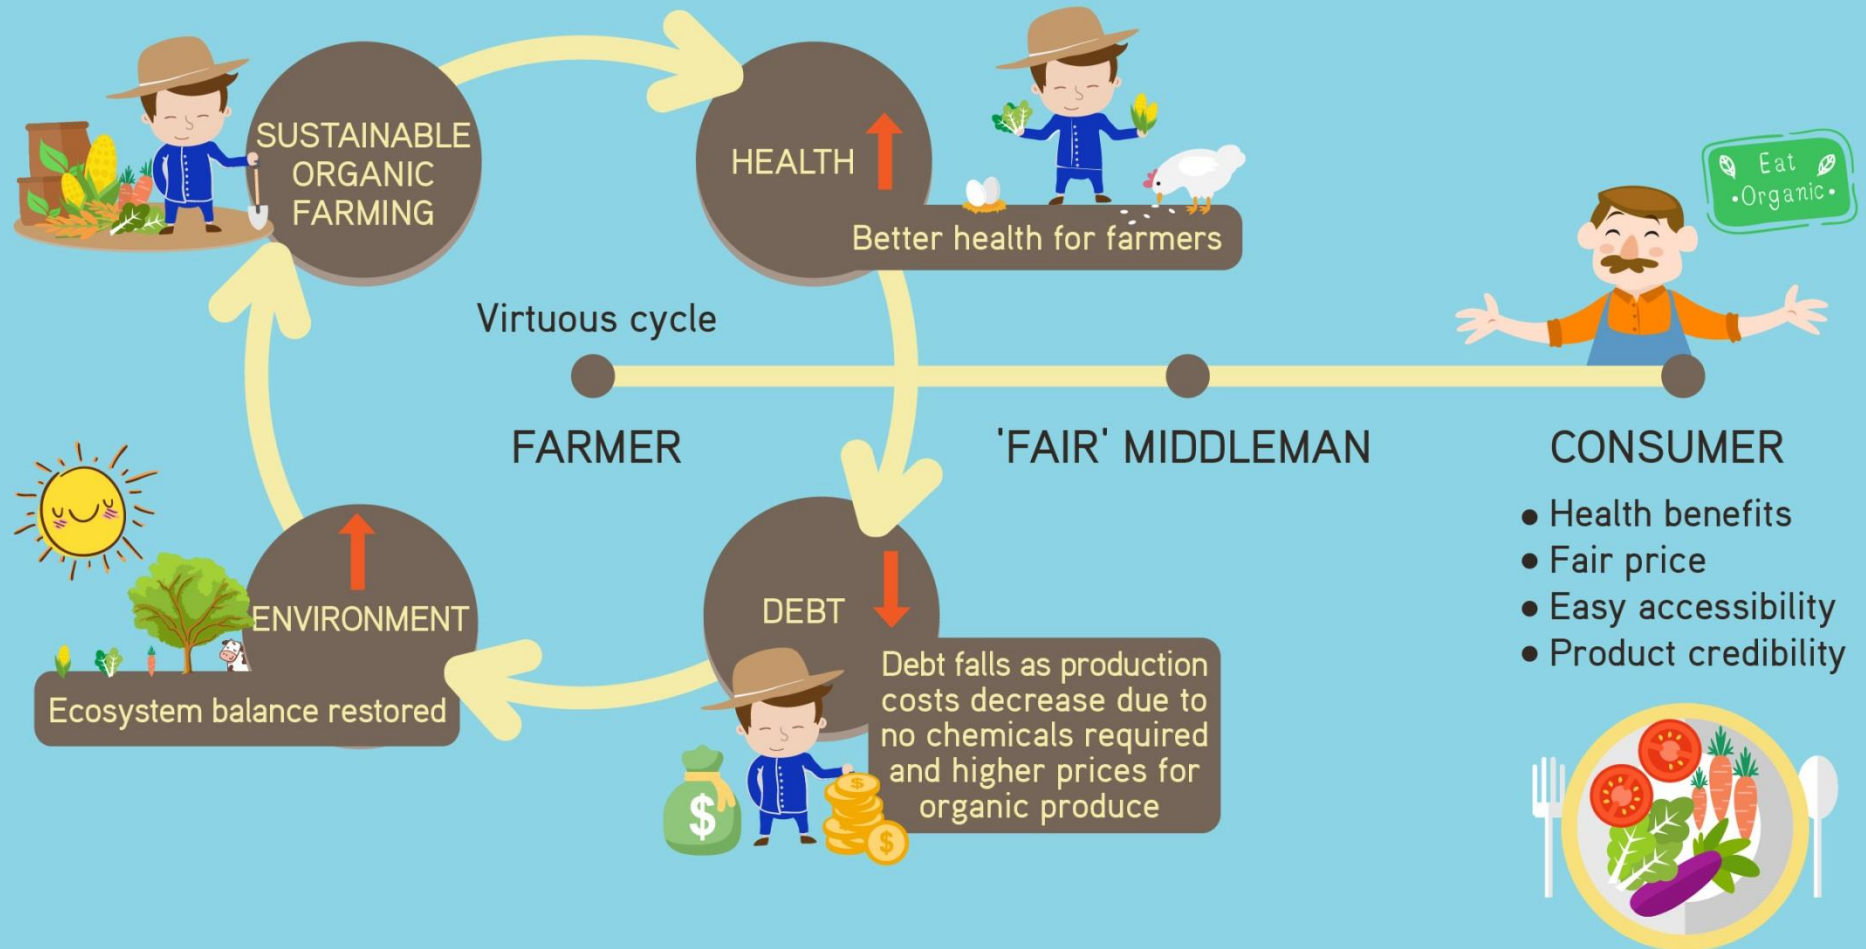 SUSTAINABLE
ORGANIC
FARMING
HEALTH
Better health for farmers
Eat
•Organic•
Virtuous cycle
FARMER
'FAIR' MIDDLEMAN
CONSUMER
• Health benefits
• Fair price
• Easy accessibility
• Product credibility
ENVIRONMENT
Ecosystem balance restored
DEBT
Debt falls as production
costs decrease due to
no chemicals required
and higher prices for
organic produce
$
$
$